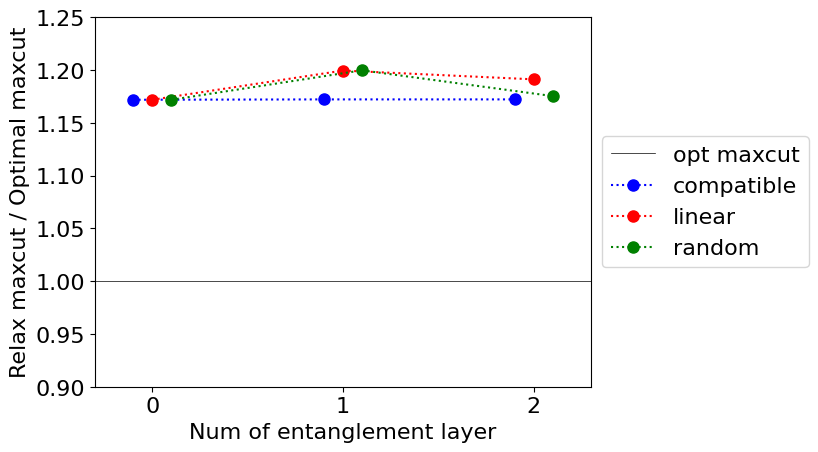 Relax maxcut / Optimal maxcut
1.25
1.20
1.15
1.10
1.05
1.00
0.95
0.90
0
1
2
Num of entanglement layer
opt maxcut
compatible
linear
random